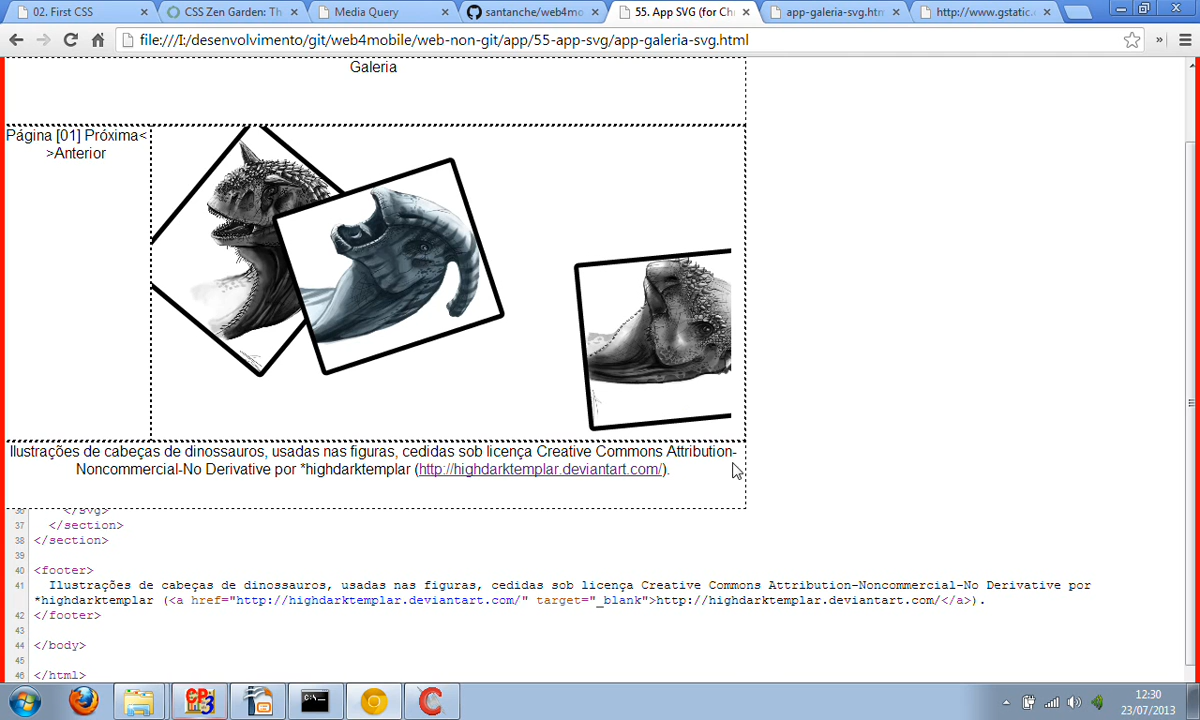 02. First CSS
CSS Zen Garden: Th
Media Query
santanche/web4mo
55. App SVG (for Ch
app-galeria-svg.htm
http://www.gstatic.
file:///I:/desenvolvimento/git/web4mobile/web-non-git/app/55-app-svg/app-galeria-svg.html
Galeria
Página [01] Próxima<
>Anterior
Ilustrações de cabeças de dinossauros, usadas nas figuras, cedidas sob licença Creative Commons Attribution-
Noncommercial-No Derivative por *highdarktemplar (http://highdarktemplar.deviantart.com/).
36 </svg>
37 </section>
38 </section>
39
40 <footer>
41 Ilustrações de cabeças de dinossauros, usadas nas figuras, cedidas sob licença Creative Commons Attribution-Noncommercial-No Derivative por
*highdarktemplar (<a href="http://highdarktemplar.deviantart.com/" target="_blank">http://highdarktemplar.deviantart.com/</a>).
42 </footer>
43
44 </body>
45
46 </html>
12:30
23/07/2013